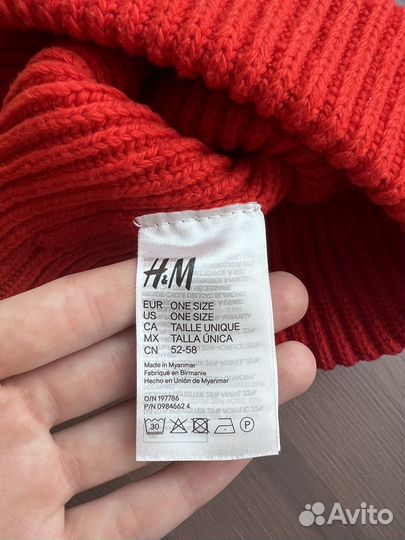 H&M
EUR ONE SIZE
US ONE SIZE
CA TAILLE UNIQUE
MX TALLA ÚNICA
CN 52-58
Made in Myanmar
Fabriqué en Birmanie
Hecho en Unión de Myanmar
O/N 197786
P/N 0984662 4
30 P
Avito